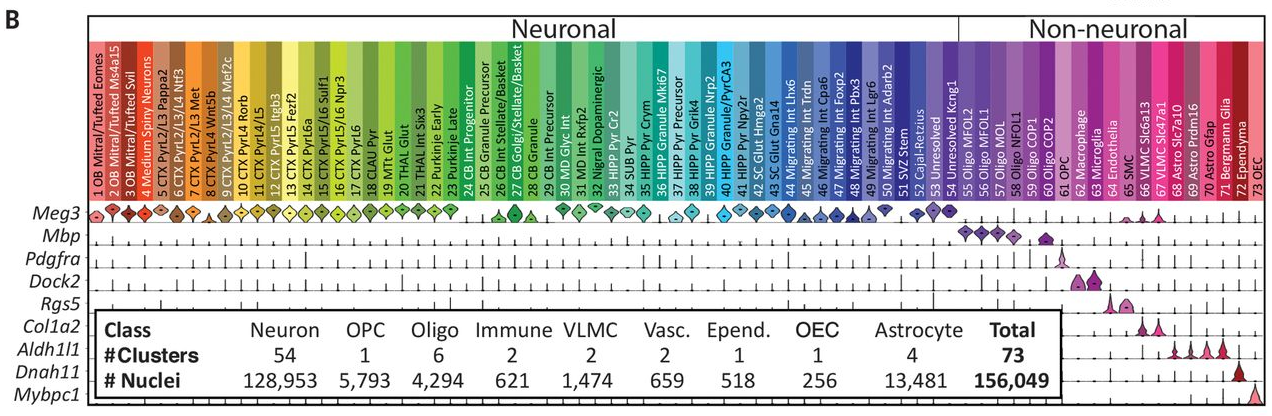 B
Neuronal
Non-neuronal
1 OB Mitral/Tufted Eomes
2 OB Mitral/Tufted Ms4a15
3 OB Mitral/Tufted Svil
4 Medium Spiny Neurons
5 CTX PyrL2/L3 Pappa2
6 CTX PyrL2/L3/L4 Ntf3
7 CTX PyrL2/L3 Met
8 CTX PyrL4 Wnt5b
9 CTX PyrL2/L3/L4 Mef2c
10 CTX PyrL4 Rorb
11 CTX PyrL4/L5
12 CTX PyrL5 Itgb3
13 CTX PyrL5 Fezf2
14 CTX PyrL6a
15 CTX PyrL5/L6 Sulf1
16 CTX PyrL5/L6 Npr3
17 CTX PyrL6
18 CLAU Pyr
19 MTt Glut
20 THAL Glut
21 THAL Int Six3
22 Purkinje Early
23 Purkinje Late
24 CB Int Progenitor
25 CB Granule Precursor
26 CB Int Stellate/Basket
27 CB Golgi/Stellate/Basket
28 CB Granule
29 CB Int Precursor
30 MD Glyc Int
31 MD Int Rxfp2
32 Nigral Dopaminergic
33 HIPP Pyr Cr2
34 SUB Pyr
35 HIPP Pyr Crym
36 HIPP Granule Mki67
37 HIPP Pyr Precursor
38 HIPP Pyr Grik4
39 HIPP Granule Nrp2
40 HIPP Granule/PyrCA3
41 HIPP Pyr Npy2r
42 SC Glut Hmga2
43 SC Glut Gna14
44 Migrating Int Lhx6
45 Migrating Int Trdn
46 Migrating Int Cpa6
47 Migrating Int Foxp2
48 Migrating Int Pbx3
49 Migrating Int Lgr6
50 Migrating Int Adarb2
51 SVZ Stem
52 Cajal-Retzius
53 Unresolved
54 Unresolved Kcng1
55 Oligo MFOL2
56 Oligo MFOL1
57 Oligo MOL
58 Oligo NFOL1
59 Oligo COP1
60 Oligo COP2
61 OPC
62 Macrophage
63 Microglia
64 Endothelia
65 SMC
66 VLMC Slc6a13
67 VLMC Slc47a1
68 Astro Slc7a10
69 Astro Prdm16
70 Astro Gfap
71 Bergmann Glia
72 Ependyma
73 OEC
Meg3
Mbp
Pdgfra
Dock2
Rgs5
Col1a2
Aldh1l1
Dnah11
Mybpc1
Class Neuron OPC Oligo Immune VLMC Vasc. Epend. OEC Astrocyte Total
#Clusters 54 1 6 2 2 2 1 1 4 73
# Nuclei 128,953 5,793 4,294 621 1,474 659 518 256 13,481 156,049